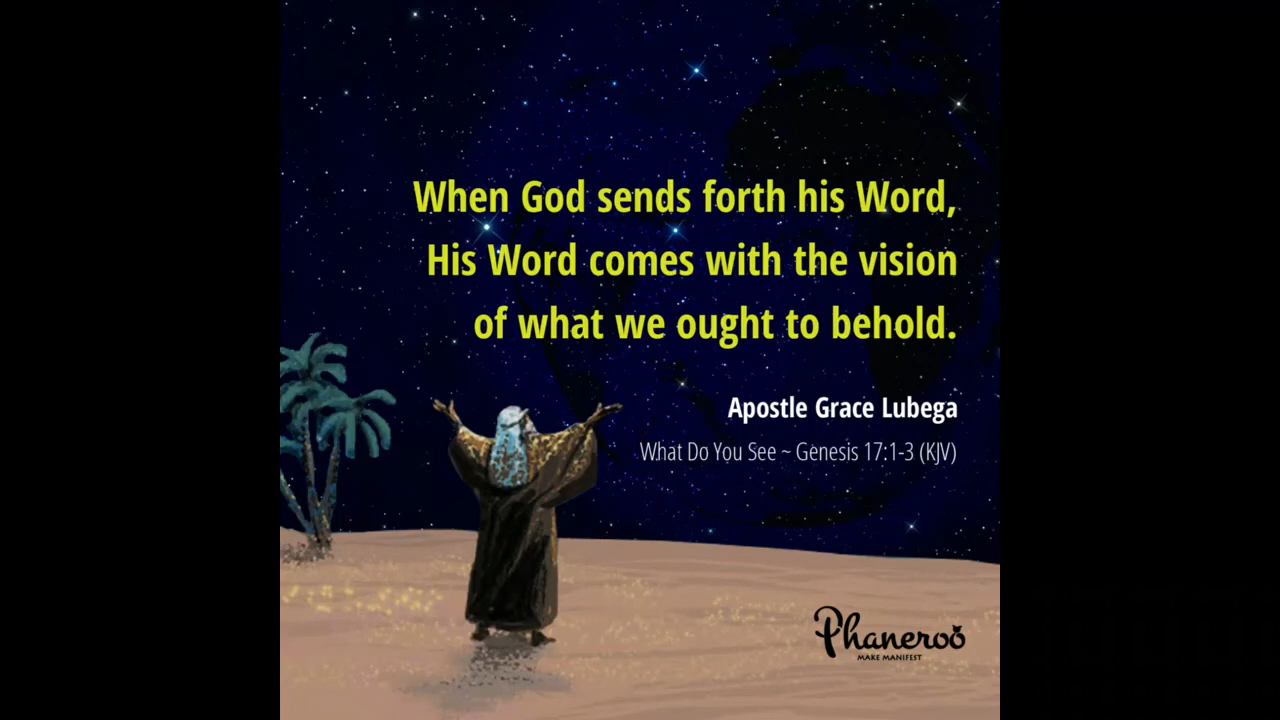 When God sends forth his Word,
His Word comes with the vision
of what we ought to behold.
Apostle Grace Lubega
What Do You See ~ Genesis 17:1-3 (KJV)
Phaneroo
MAKE MANIFEST